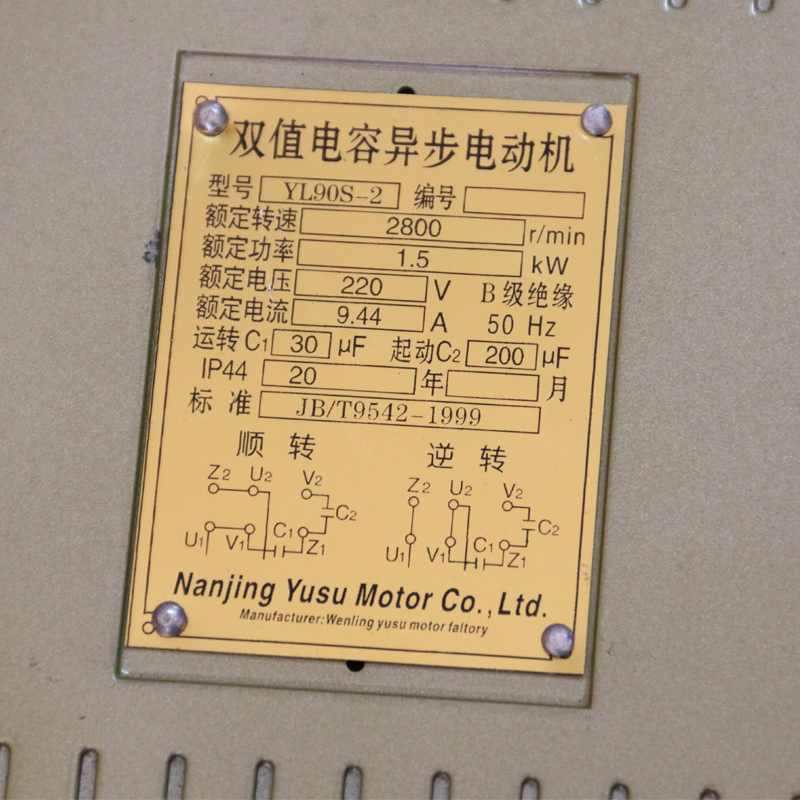 双值电容异步电动机
型号 YL90S-2 编号
额定转速 2800 r/min
额定功率 1.5 kW
额定电压 220 V B级绝缘
额定电流 9.44 A 50 Hz
运转C1 30 μF 起动C2 200 μF
IP44 20 年 月
标准 JB/T9542-1999
顺转 逆转
Z2 U2 V2 Z2 U2 V2
C2 C2
U1 V1 C1 Z1 U1 V1 C1 Z1
Nanjing Yusu Motor Co.,Ltd.
Manufacturer:Wenling yusu motor faltory